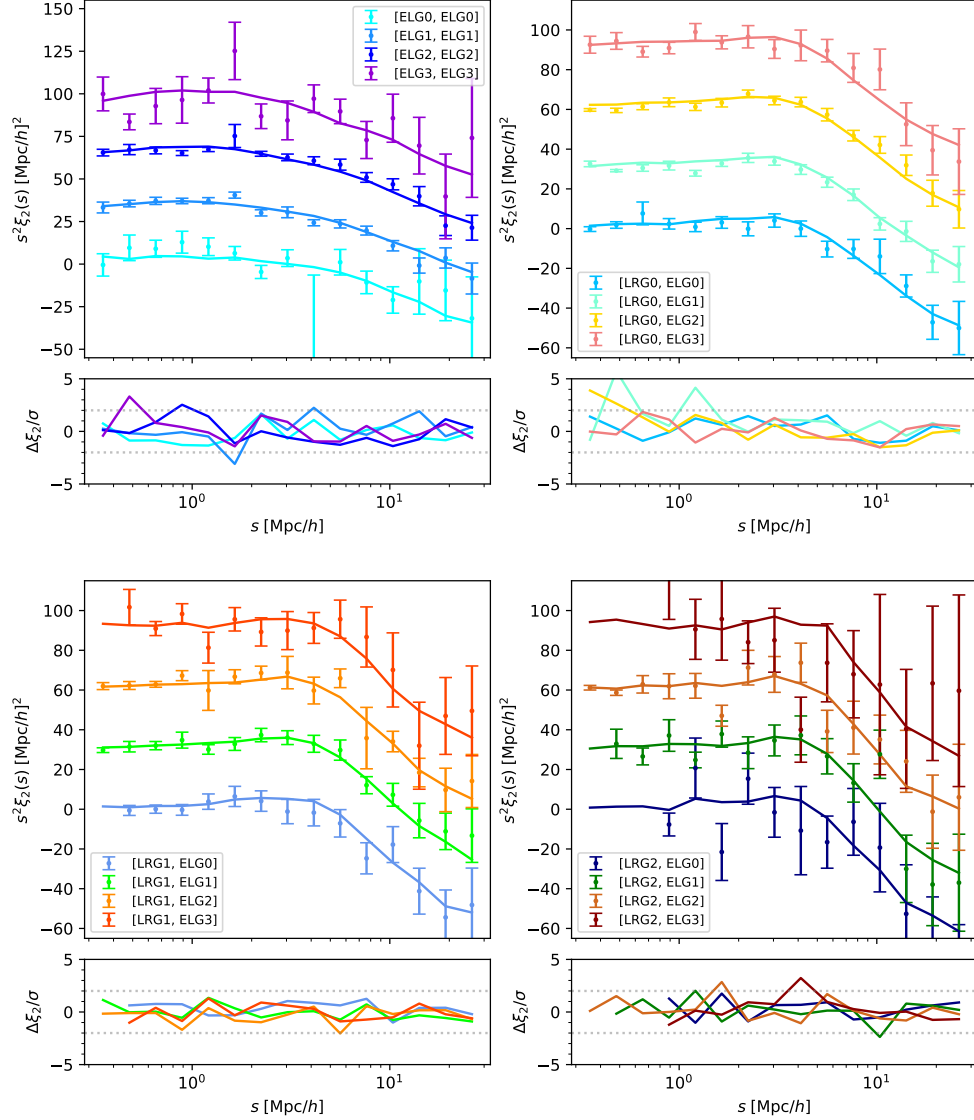 150
125
100
75
50
25
0
−25
−50
s²ξ₂(s) [Mpc/h]²
[ELG0, ELG0]
[ELG1, ELG1]
[ELG2, ELG2]
[ELG3, ELG3]
5
0
−5
Δξ₂/σ
10⁰
10¹
s [Mpc/h]
100
80
60
40
20
0
−20
−40
−60
s²ξ₂(s) [Mpc/h]²
[LRG0, ELG0]
[LRG0, ELG1]
[LRG0, ELG2]
[LRG0, ELG3]
5
0
−5
Δξ₂/σ
10⁰
10¹
s [Mpc/h]
100
80
60
40
20
0
−20
−40
−60
s²ξ₂(s) [Mpc/h]²
[LRG1, ELG0]
[LRG1, ELG1]
[LRG1, ELG2]
[LRG1, ELG3]
5
0
−5
Δξ₂/σ
10⁰
10¹
s [Mpc/h]
100
80
60
40
20
0
−20
−40
−60
s²ξ₂(s) [Mpc/h]²
[LRG2, ELG0]
[LRG2, ELG1]
[LRG2, ELG2]
[LRG2, ELG3]
5
0
−5
Δξ₂/σ
10⁰
10¹
s [Mpc/h]